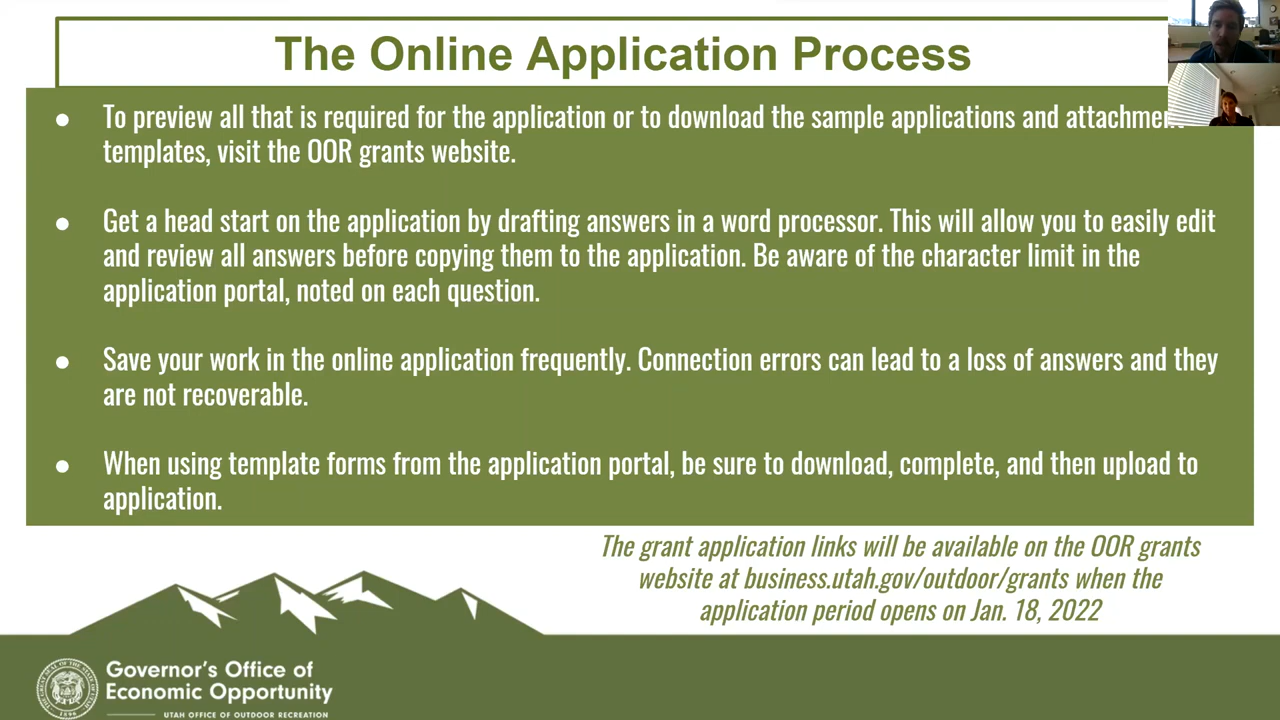 The Online Application Process
● To preview all that is required for the application or to download the sample applications and attachment
templates, visit the OOR grants website.
● Get a head start on the application by drafting answers in a word processor. This will allow you to easily edit
and review all answers before copying them to the application. Be aware of the character limit in the
application portal, noted on each question.
● Save your work in the online application frequently. Connection errors can lead to a loss of answers and they
are not recoverable.
● When using template forms from the application portal, be sure to download, complete, and then upload to
application.
The grant application links will be available on the OOR grants
website at business.utah.gov/outdoor/grants when the
application period opens on Jan. 18, 2022
Governor's Office of
Economic Opportunity
UTAH OFFICE OF OUTDOOR RECREATION